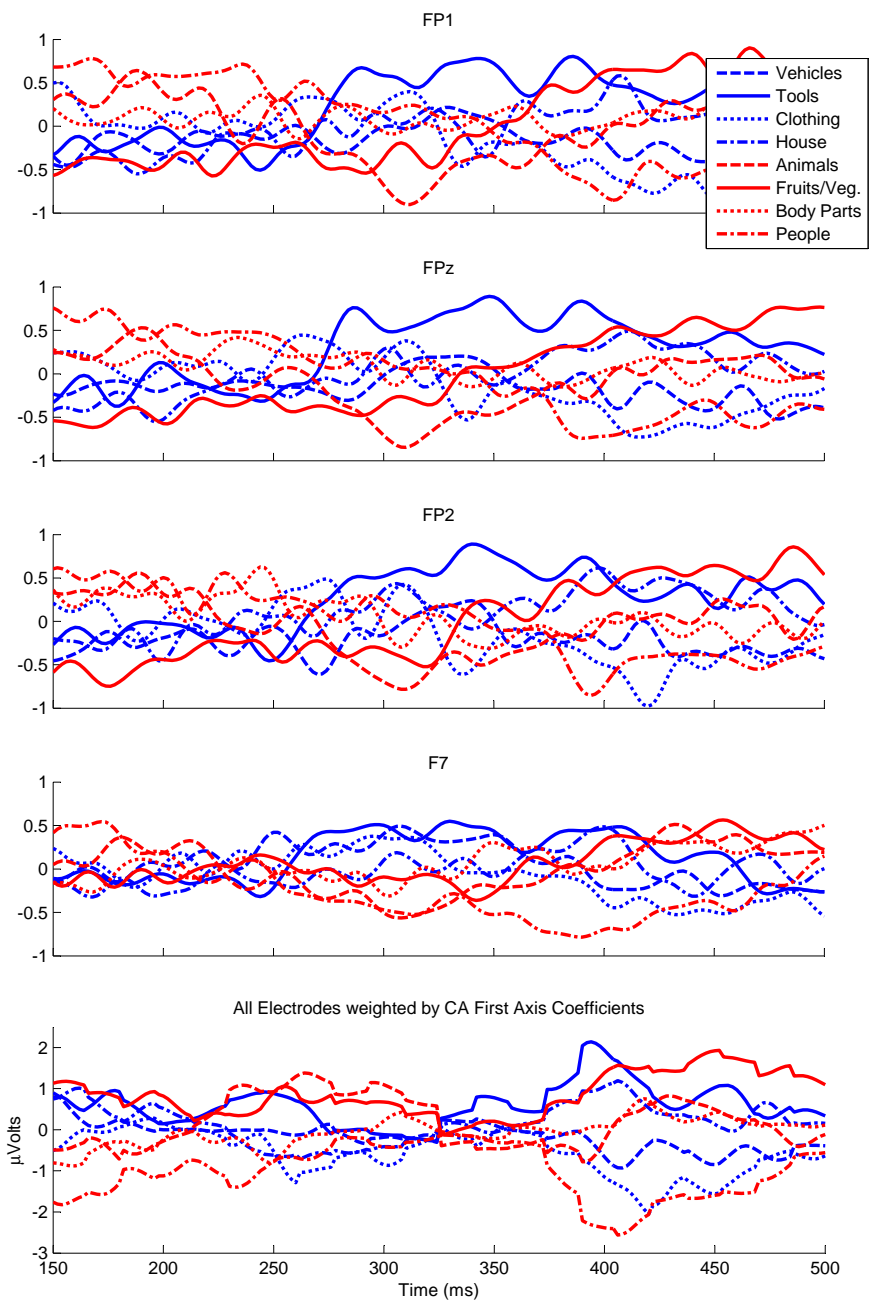 FP1
1
0.5
0
-0.5
-1
Vehicles
Tools
Clothing
House
Animals
Fruits/Veg.
Body Parts
People
FPz
1
0.5
0
-0.5
-1
FP2
1
0.5
0
-0.5
-1
F7
1
0.5
0
-0.5
-1
All Electrodes weighted by CA First Axis Coefficients
2
1
0
-1
-2
-3
µVolts
150 200 250 300 350 400 450 500
Time (ms)